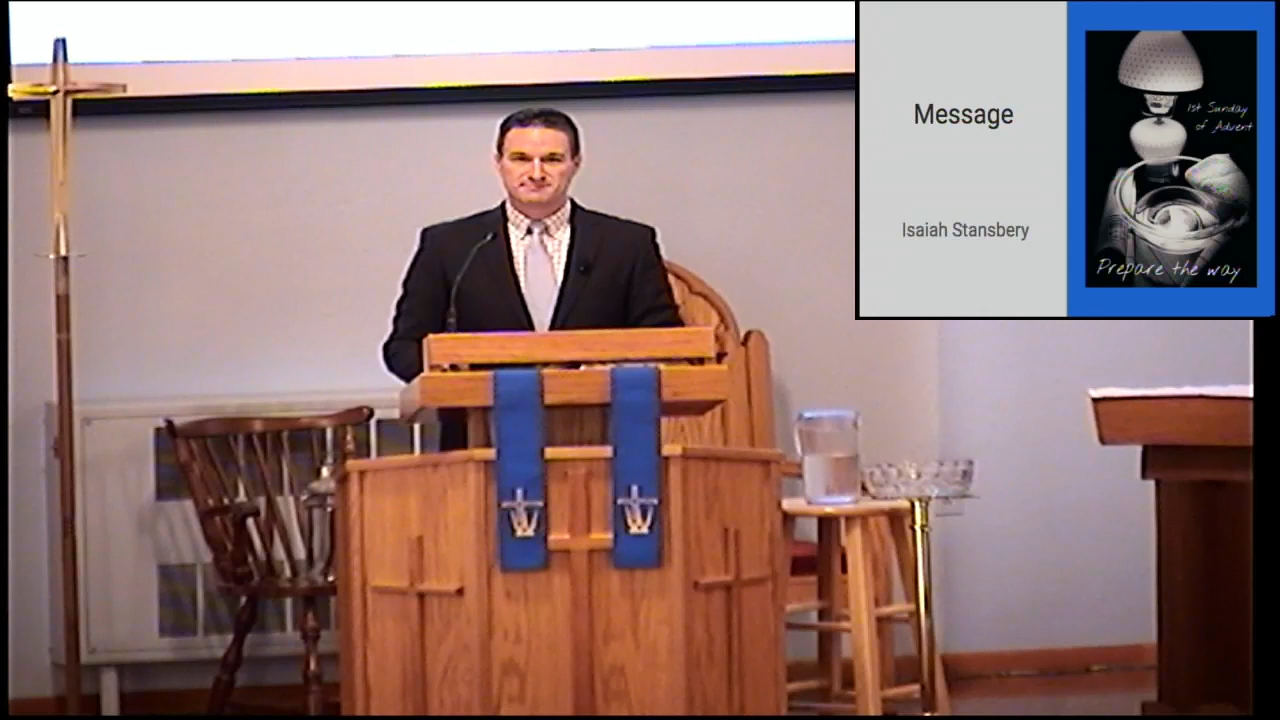 Message
Isaiah Stansbery
1st Sunday
of Advent
Prepare the way